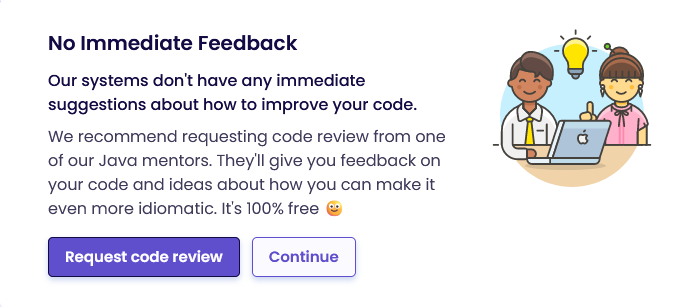 No Immediate Feedback
Our systems don't have any immediate
suggestions about how to improve your code.
We recommend requesting code review from one
of our Java mentors. They'll give you feedback on
your code and ideas about how you can make it
even more idiomatic. It's 100% free 🙂
Request code review
Continue